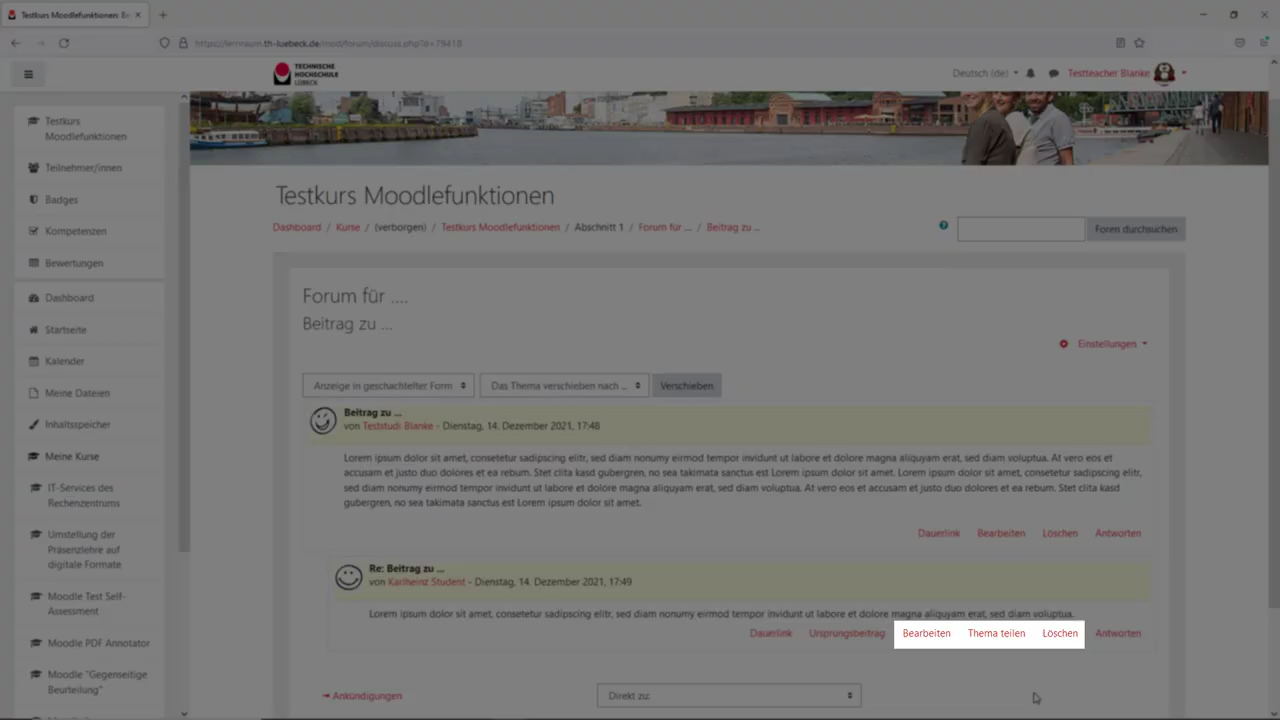 Testkurs Moodlefunktionen: Be
https://lernraum.th-luebeck.de/mod/forum/discuss.php?d=79418
TECHNISCHE
HOCHSCHULE
LÜBECK
Deutsch (de)
Testteacher Blanke
Testkurs
Moodlefunktionen
Teilnehmer/innen
Badges
Kompetenzen
Bewertungen
Dashboard
Startseite
Kalender
Meine Dateien
Inhaltsspeicher
Meine Kurse
IT-Services des
Rechenzentrums
Umstellung der
Präsenzlehre auf
digitale Formate
Moodle Test Self-
Assessment
Moodle PDF Annotator
Moodle "Gegenseitige
Beurteilung"
Testkurs Moodlefunktionen
Dashboard / Kurse / (verborgen) / Testkurs Moodlefunktionen / Abschnitt 1 / Forum für ... / Beitrag zu ...
Foren durchsuchen
Forum für ....
Beitrag zu ...
Einstellungen
Anzeige in geschachtelter Form
Das Thema verschieben nach ...
Verschieben
Beitrag zu ...
von Teststudi Blanke - Dienstag, 14. Dezember 2021, 17:48
Lorem ipsum dolor sit amet, consetetur sadipscing elitr, sed diam nonumy eirmod tempor invidunt ut labore et dolore magna aliquyam erat, sed diam voluptua. At vero eos et
accusam et justo duo dolores et ea rebum. Stet clita kasd gubergren, no sea takimata sanctus est Lorem ipsum dolor sit amet. Lorem ipsum dolor sit amet, consetetur sadipscing elitr,
sed diam nonumy eirmod tempor invidunt ut labore et dolore magna aliquyam erat, sed diam voluptua. At vero eos et accusam et justo duo dolores et ea rebum. Stet clita kasd
gubergren, no sea takimata sanctus est Lorem ipsum dolor sit amet.
Dauerlink Bearbeiten Löschen Antworten
Re: Beitrag zu ...
von Karlheinz Student - Dienstag, 14. Dezember 2021, 17:49
Lorem ipsum dolor sit amet, consetetur sadipscing elitr, sed diam nonumy eirmod tempor invidunt ut labore et dolore magna aliquyam erat, sed diam voluptua.
Dauerlink Ursprungsbeitrag Bearbeiten Thema teilen Löschen Antworten
Ankündigungen
Direkt zu: